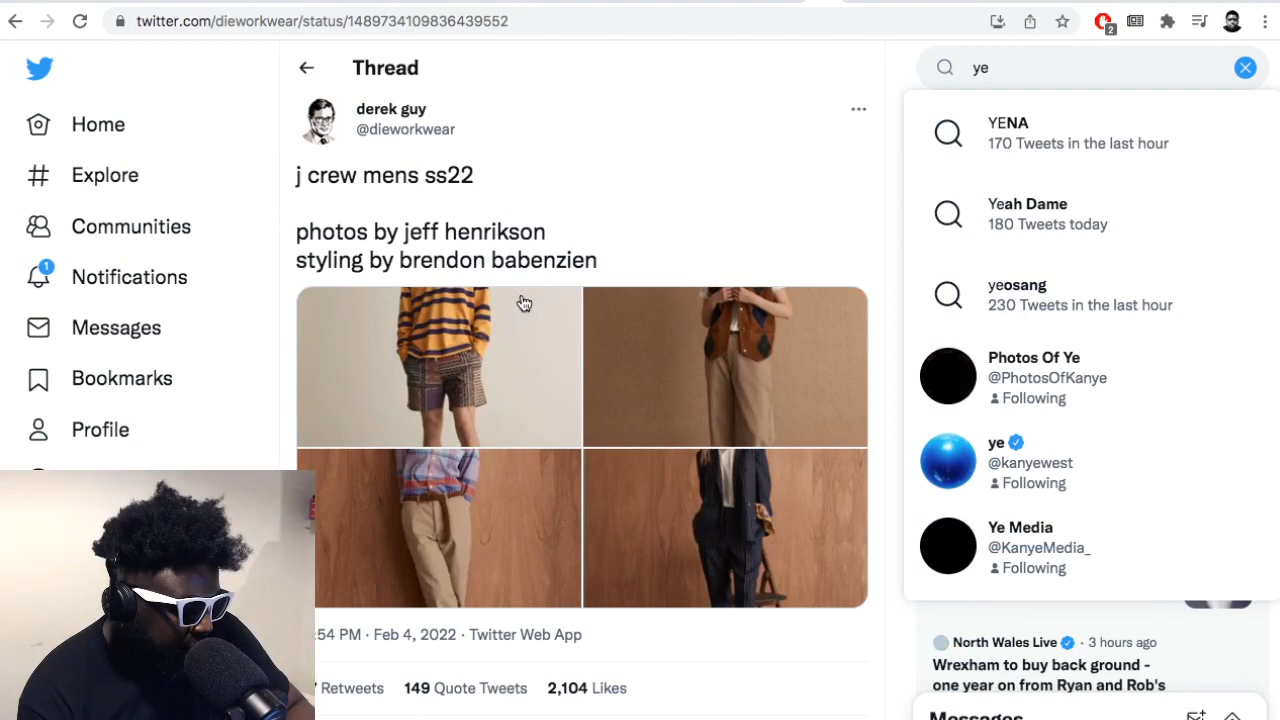 twitter.com/dieworkwear/status/1489734109836439552
2
Thread
ye
derek guy
@dieworkwear
Home
Explore
Communities
1
Notifications
Messages
Bookmarks
Profile
j crew mens ss22
photos by jeff henrikson
styling by brendon babenzien
YENA
170 Tweets in the last hour
Yeah Dame
180 Tweets today
yeosang
230 Tweets in the last hour
Photos Of Ye
@PhotosOfKanye
Following
ye
@kanyewest
Following
Ye Media
@KanyeMedia_
Following
:54 PM · Feb 4, 2022 · Twitter Web App
Retweets 149 Quote Tweets 2,104 Likes
North Wales Live · 3 hours ago
Wrexham to buy back ground -
one year on from Ryan and Rob's
Messages